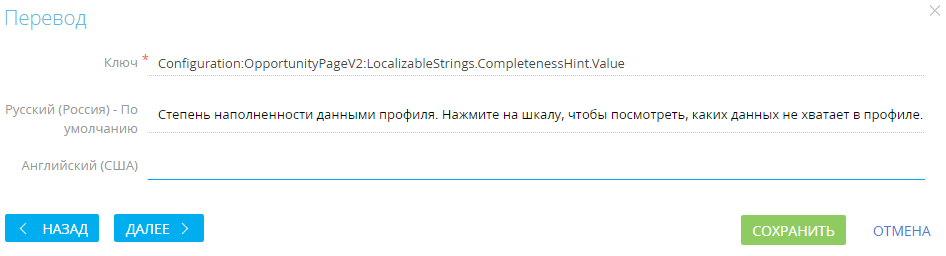 Перевод
Ключ * Configuration:OpportunityPageV2:LocalizableStrings.CompletenessHint.Value
Русский (Россия) - По
умолчанию
Степень наполненности данными профиля. Нажмите на шкалу, чтобы посмотреть, каких данных не хватает в профиле.
Английский (США)
НАЗАД ДАЛЕЕ СОХРАНИТЬ ОТМЕНА